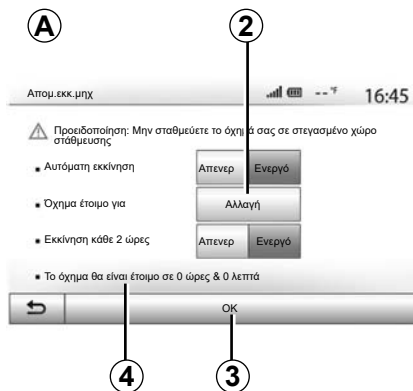 A
2
Απομ.εκκ.μηχ
-- °F
16:45
Προειδοποίηση: Μην σταθμεύετε το όχημά σας σε στεγασμένο χώρο
στάθμευσης
Αυτόματη εκκίνηση
Απενερ Ενεργό
Όχημα έτοιμο για
Αλλαγή
Εκκίνηση κάθε 2 ώρες
Απενερ Ενεργό
Το όχημα θα είναι έτοιμο σε 0 ώρες & 0 λεπτά
OK
4
3